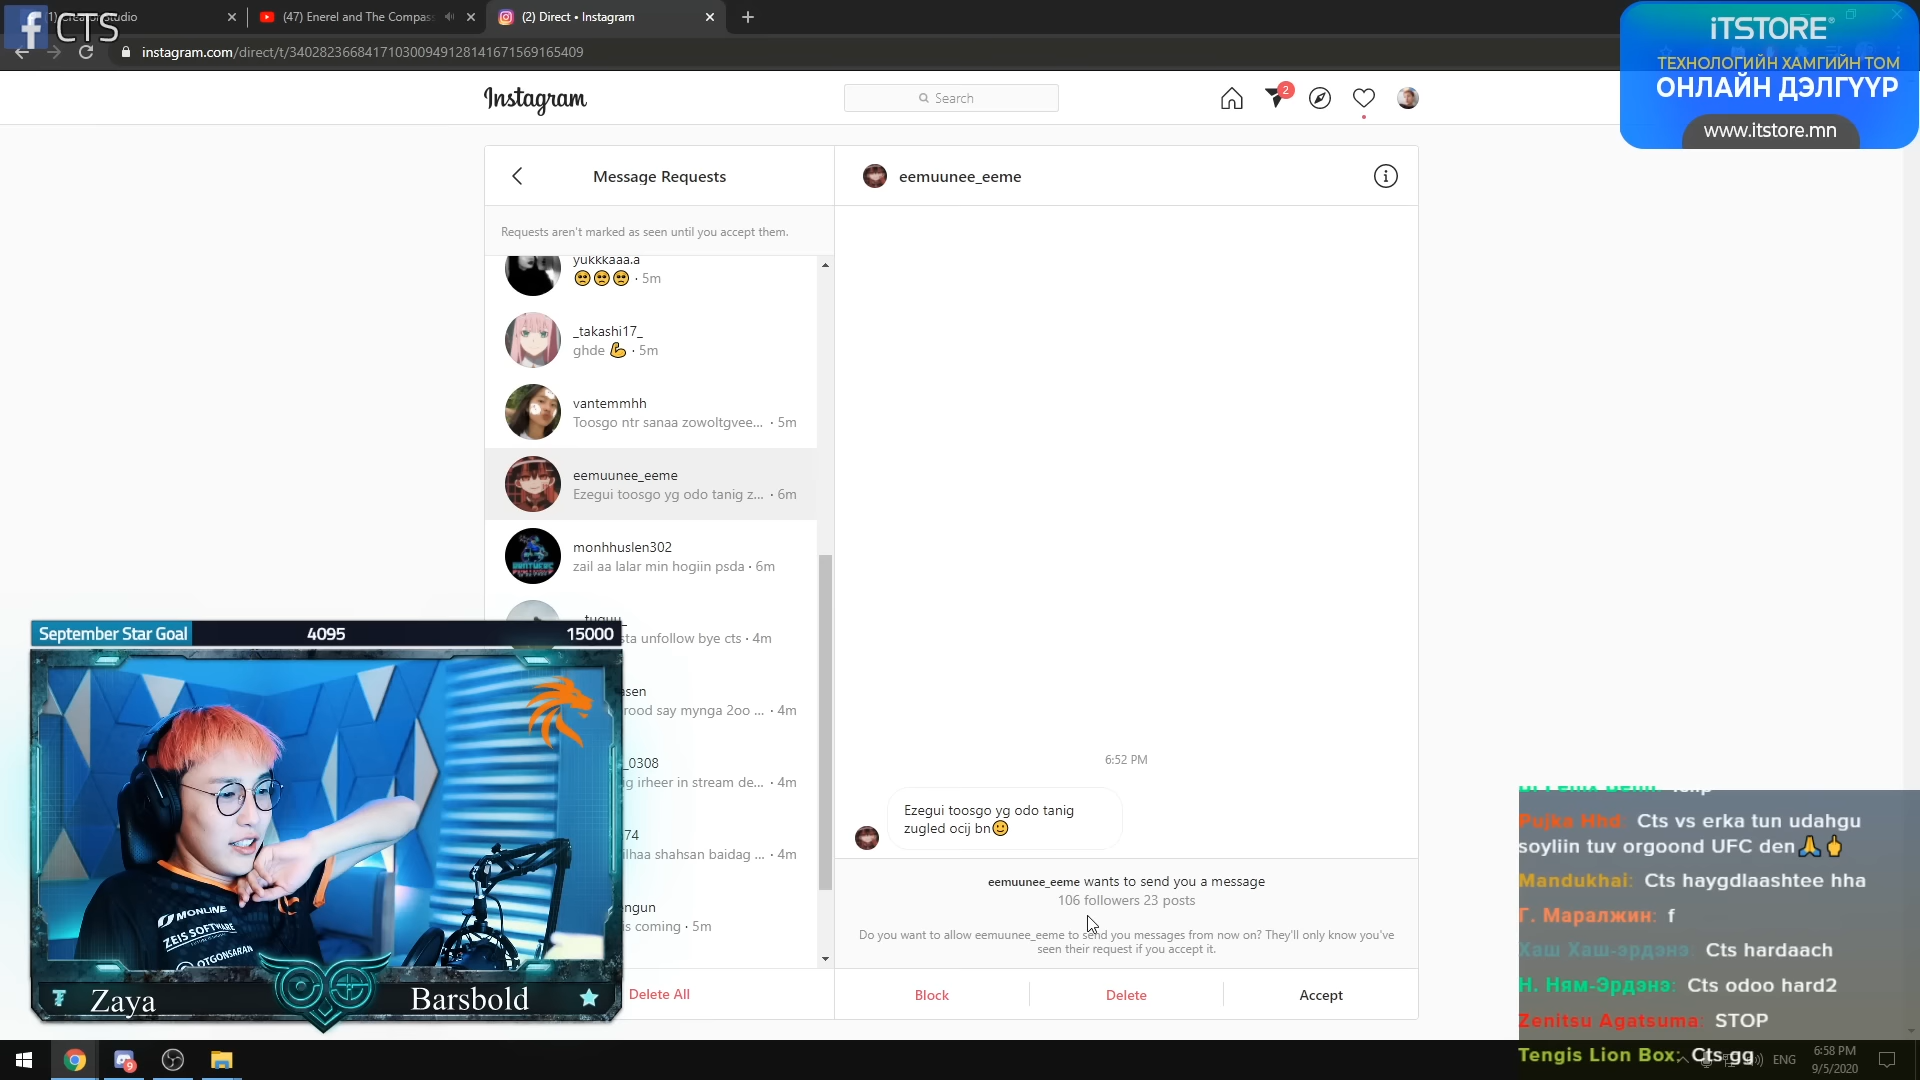 CTS
Studio
(47) Enerel and The Compas
(2) Direct • Instagram
instagram.com/direct/t/340282366841710300949128141671569165409
iTSTORE
ТЕХНОЛОГИЙН ХАМГИЙН ТОМ
ОНЛАЙН ДЭЛГҮҮР
www.itstore.mn
Instagram
Search
2
Message Requests
eemuunee_eeme
Requests aren't marked as seen until you accept them.
yukkkaaa.a
🥺🥺🥺 · 5m
_takashi17_
ghde 💪 · 5m
vantemmhh
Toosgo ntr sanaa zowoltgvee... · 5m
eemuunee_eeme
Ezegui toosgo yg odo tanig z... · 6m
monhhuslen302
zail aa lalar min hogiin psda · 6m
sta unfollow bye cts · 4m
asen
rood say mynga 2oo ... · 4m
_0308
ig irheer in stream de... · 4m
74
ilhaa shahsan baidag ... · 4m
engun
is coming · 5m
Delete All
6:52 PM
Ezegui toosgo yg odo tanig
zugled ocij bn🙂
eemuunee_eeme wants to send you a message
106 followers 23 posts
Do you want to allow eemuunee_eeme to send you messages from now on? They'll only know you've
seen their request if you accept it.
Block
Delete
Accept
September Star Goal
4095
15000
MONLINE
ZEIS SOFTWARE
OTGONSARAN
Zaya
Barsbold
Pujka Hhd: Cts vs erka tun udahgu
soyliin tuv orgoond UFC den🙏🖕
Mandukhai: Cts haygdlaashtee hha
Г. Маралжин: f
Хаш Хаш-эрдэнэ: Cts hardaach
Н. Ням-Эрдэнэ: Cts odoo hard2
Zenitsu Agatsuma: STOP
Tengis Lion Box: Cts gg
9
ENG
6:58 PM
9/5/2020